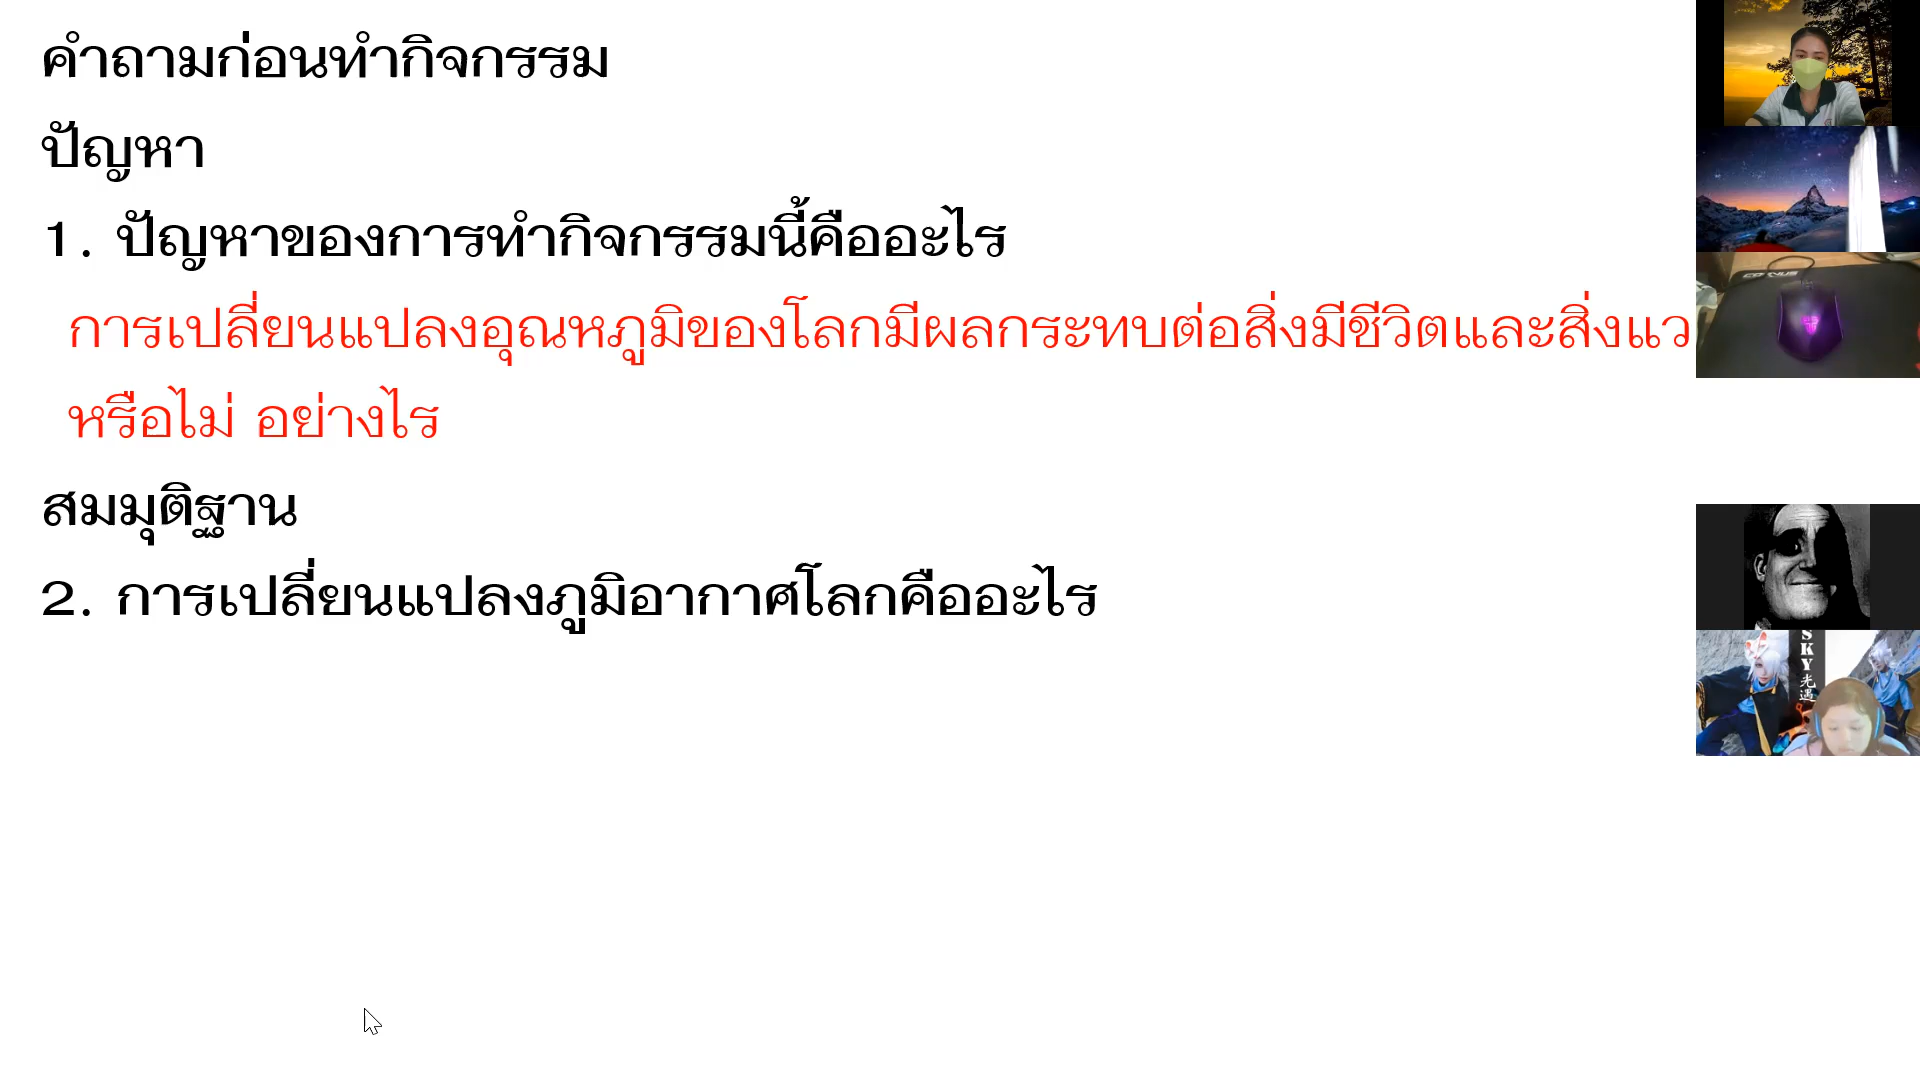 คำถามก่อนทำกิจกรรม
ปัญหา
1. ปัญหาของการทำกิจกรรมนี้คืออะไร
การเปลี่ยนแปลงอุณหภูมิของโลกมีผลกระทบต่อสิ่งมีชีวิตและสิ่งแว
หรือไม่ อย่างไร
สมมุติฐาน
2. การเปลี่ยนแปลงภูมิอากาศโลกคืออะไร
SKY光遇